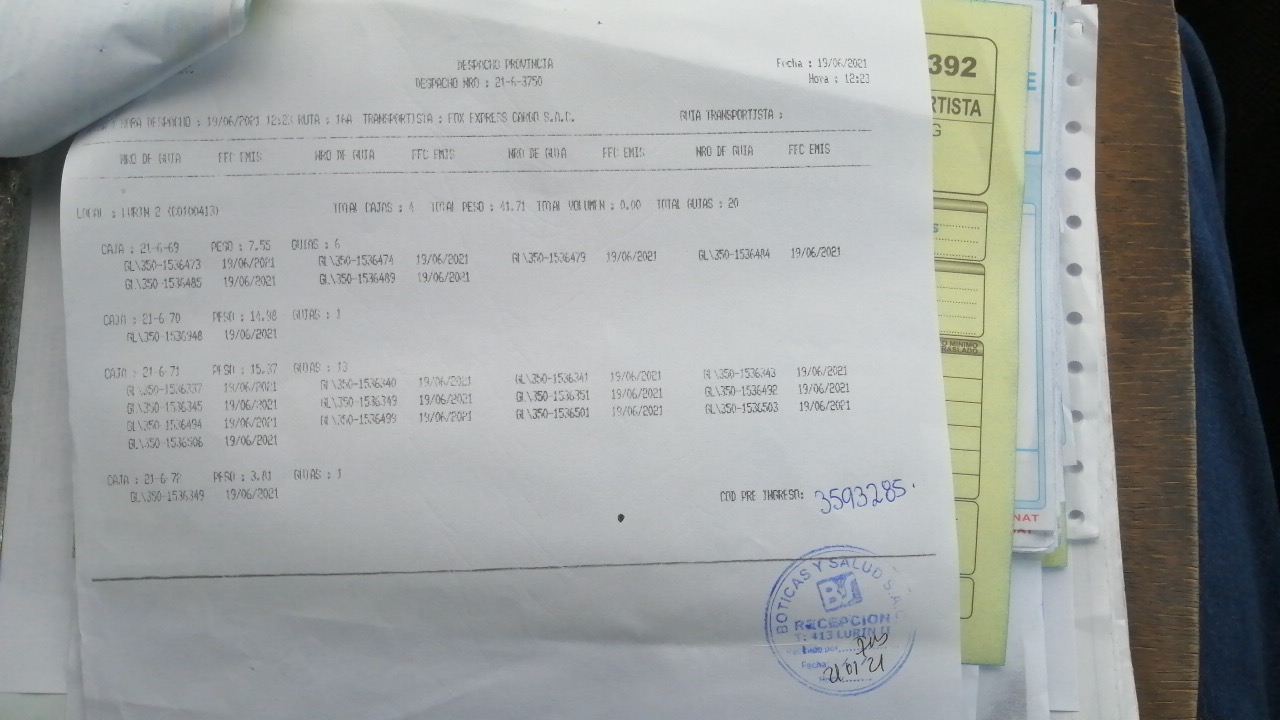 DESPACHO PROVINCIA
Fecha : 19/06/2021
DESPACHO NRO : 21-6-3750
Hora : 12:23
HORA DESPACHO : 19/06/2021 12:23 RUTA : 16A TRANSPORTISTA : FOX EXPRESS CARGO S.A.C. GUIA TRANSPORTISTA :
NRO DE GUIA FEC EMIS NRO DE GUIA FEC EMIS NRO DE GUIA FEC EMIS NRO DE GUIA FEC EMIS
LOCAL : LURIN 2 (C0100413) TOTAL CAJAS : 4 TOTAL PESO : 41.71 TOTAL VOLUMEN : 0.00 TOTAL GUIAS : 20
CAJA : 21-6-69 PESO : 7.55 GUIAS : 6
GL\350-1536473 19/06/2021 GL\350-1536474 19/06/2021 GL\350-1536479 19/06/2021 GL\350-1536484 19/06/2021
GL\350-1536485 19/06/2021 GL\350-1536489 19/06/2021
CAJA : 21-6-70 PESO : 14.98 GUIAS : 1
GL\350-1536948 19/06/2021
CAJA : 21-6-71 PESO : 15.37 GUIAS : 13
GL\350-1536337 19/06/2021 GL\350-1536340 19/06/2021 GL\350-1536341 19/06/2021 GL\350-1536343 19/06/2021
GL\350-1536345 19/06/2021 GL\350-1536349 19/06/2021 GL\350-1536351 19/06/2021 GL\350-1536492 19/06/2021
GL\350-1536494 19/06/2021 GL\350-1536499 19/06/2021 GL\350-1536501 19/06/2021 GL\350-1536503 19/06/2021
GL\350-1536506 19/06/2021
CAJA : 21-6-72 PESO : 3.81 GUIAS : 1
GL\350-1536349 19/06/2021
COD PRE INGRESO: 3593285.
BOTICAS Y SALUD S.A.C
RECEPCION
T: 413 LURIN II
Recibido por
Fecha
392
RTISTA
G
O MINIMO
TRASLADO
E
NAT